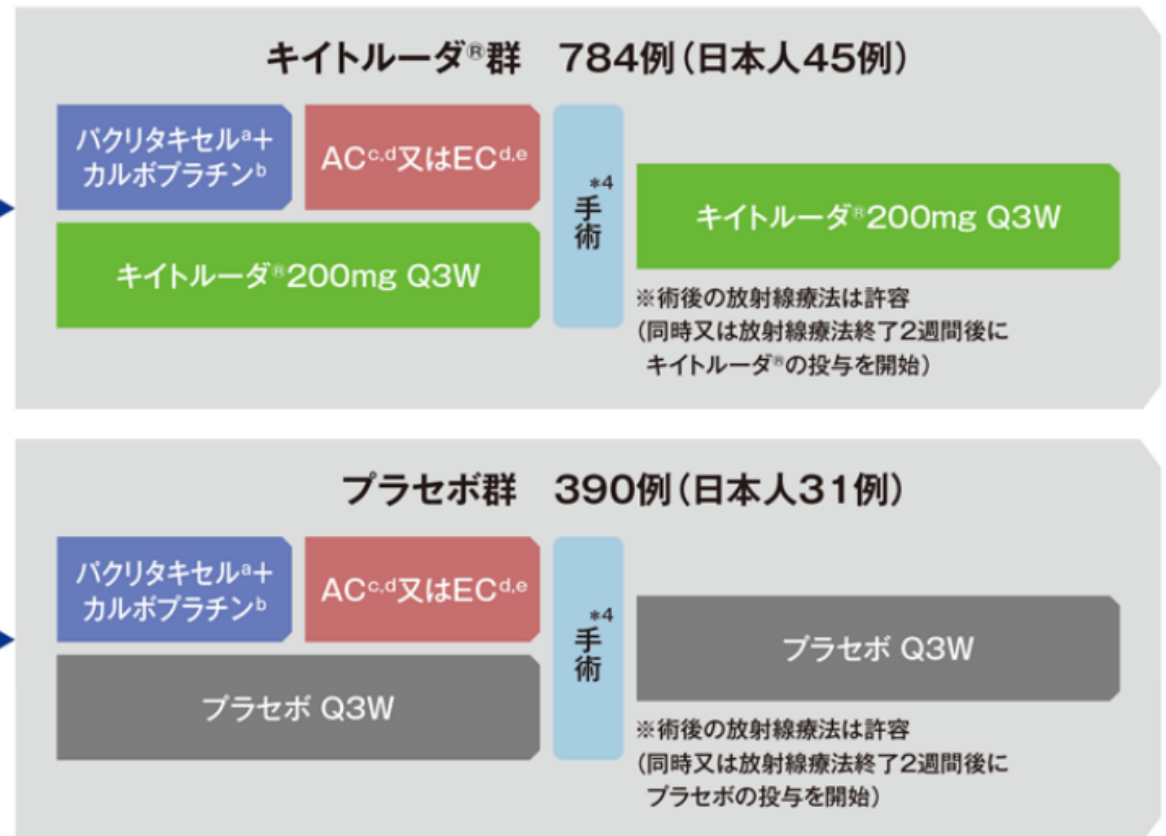 キイトルーダ®群 784例（日本人45例）
パクリタキセルa＋
カルボプラチンb
ACc,d又はECd,e
キイトルーダ®200mg Q3W
*4
手術
キイトルーダ®200mg Q3W
※術後の放射線療法は許容
（同時又は放射線療法終了2週間後に
キイトルーダ®の投与を開始）
プラセボ群 390例（日本人31例）
パクリタキセルa＋
カルボプラチンb
ACc,d又はECd,e
プラセボ Q3W
*4
手術
プラセボ Q3W
※術後の放射線療法は許容
（同時又は放射線療法終了2週間後に
プラセボの投与を開始）